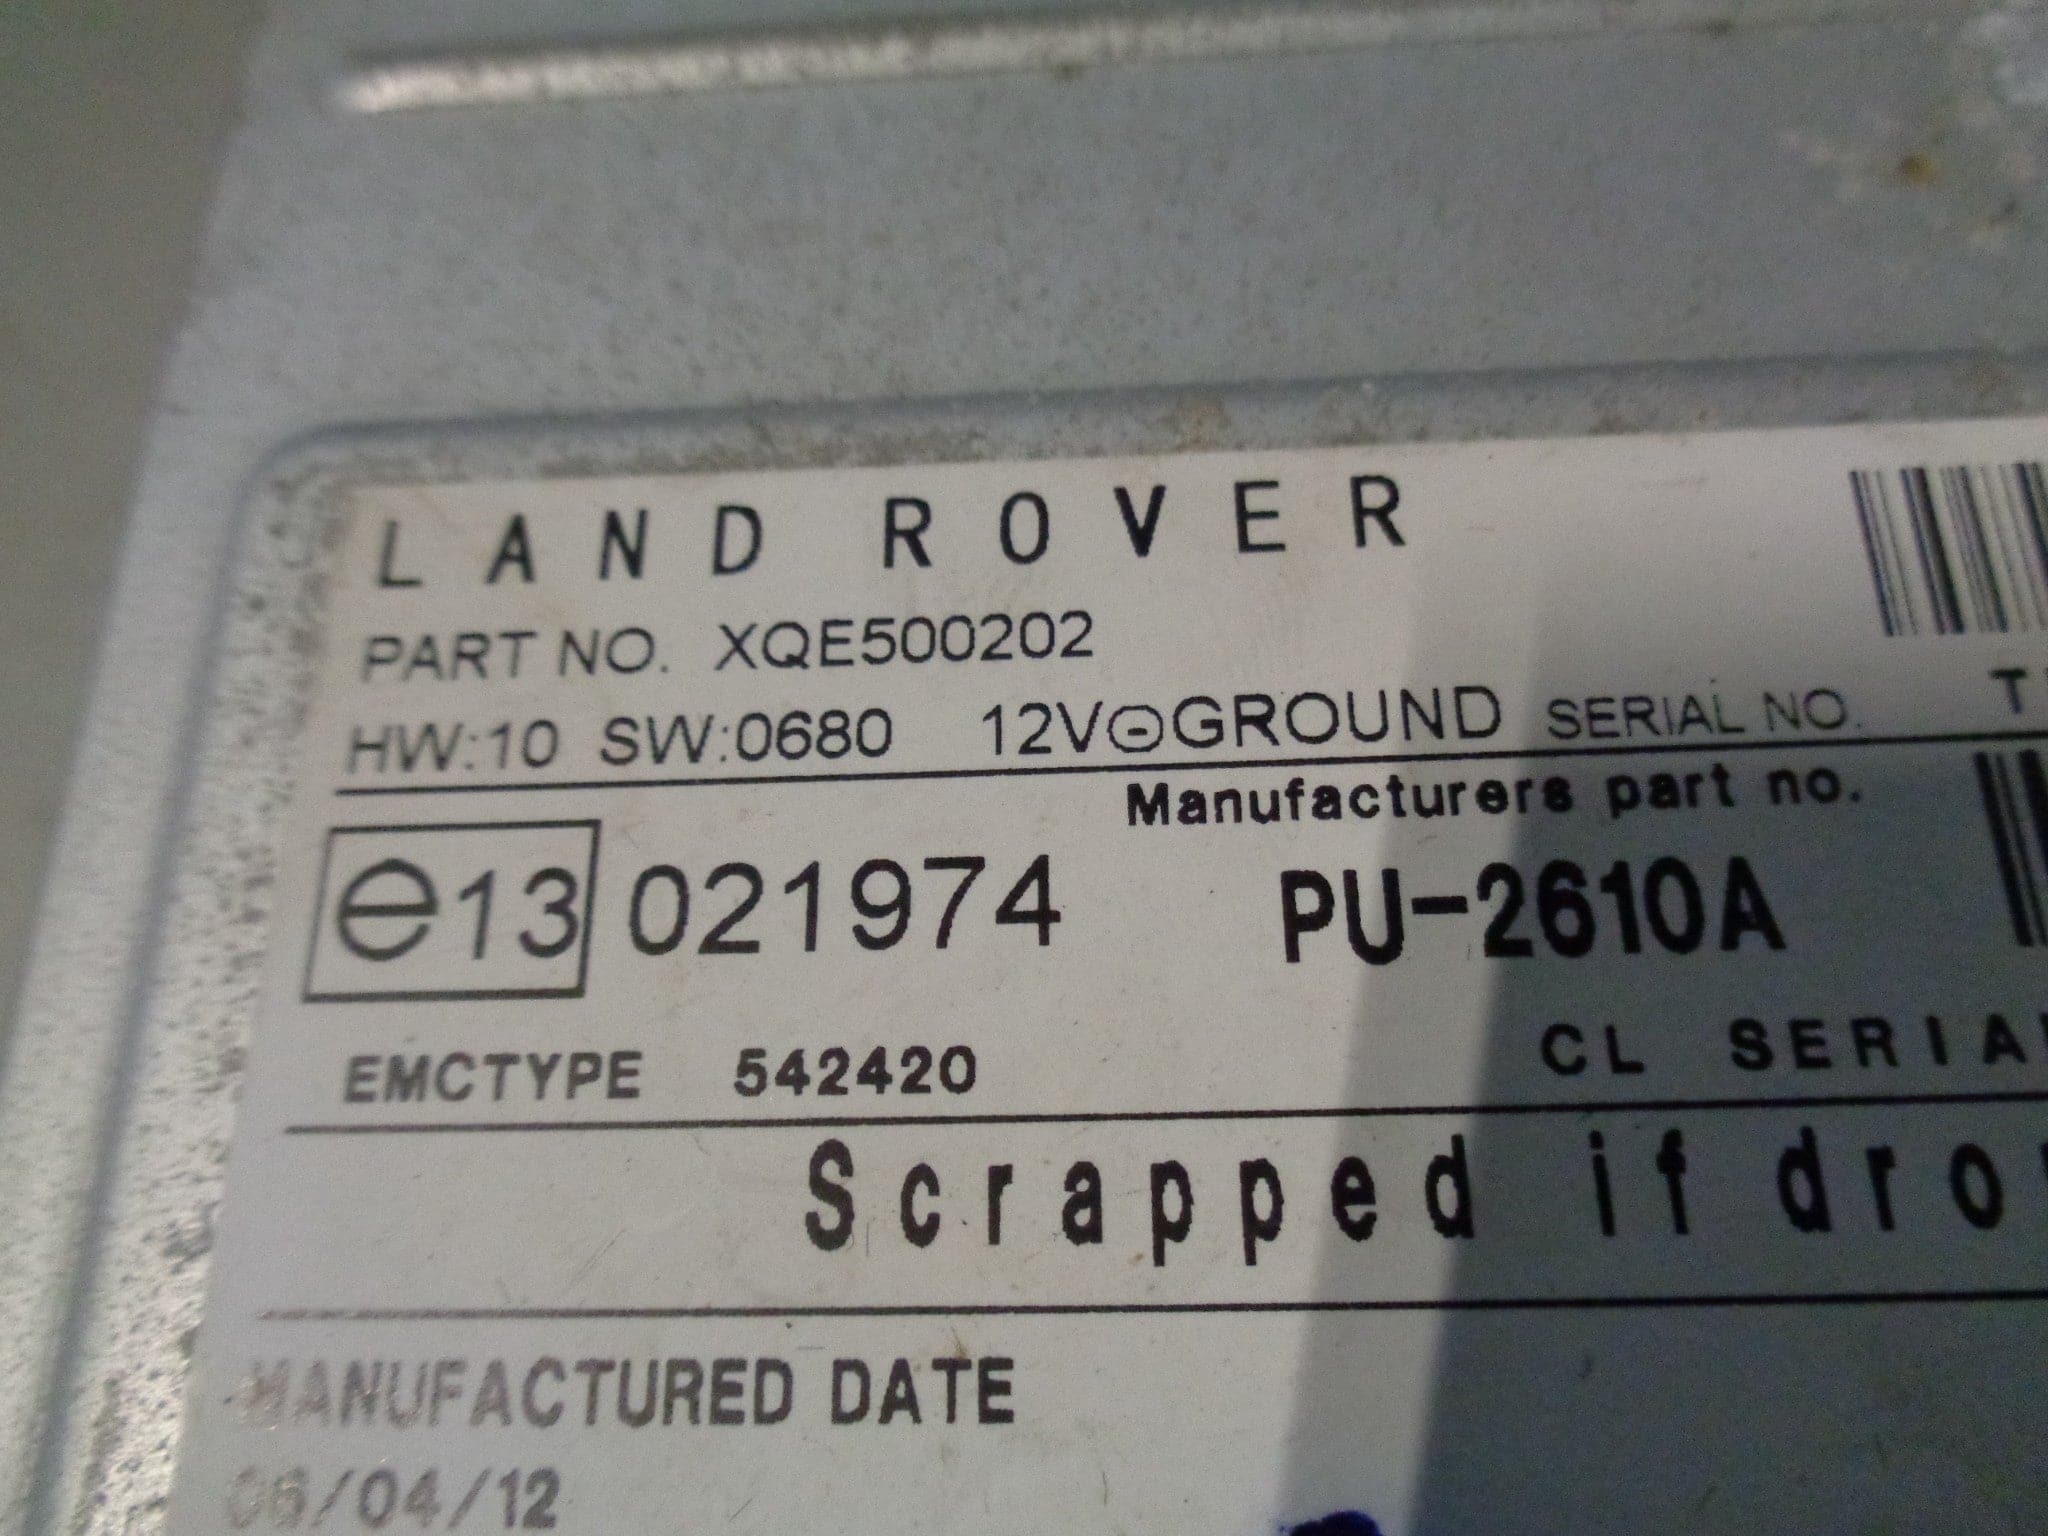 LAND ROVER
PART NO. XQE500202
HW:10 SW:0680 12V⊖GROUND SERIAL NO.
Manufacturers part no.
e13 021974 PU-2610A
EMCTYPE 542420 CL SERIA
Scrapped if dro
MANUFACTURED DATE
06/04/12